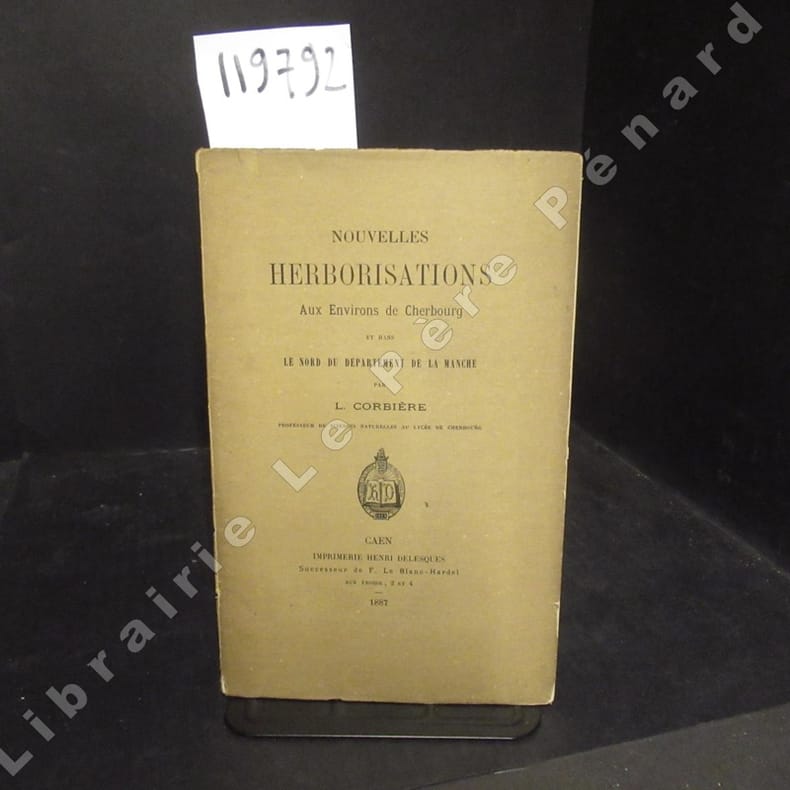 119792
NOUVELLES
HERBORISATIONS
Aux Environs de Cherbourg
ET DANS
LE NORD DU DÉPARTEMENT DE LA MANCHE
PAR
L. CORBIÈRE
PROFESSEUR DE SCIENCES NATURELLES AU LYCÉE DE CHERBOURG
CAEN
IMPRIMERIE HENRI DELESQUES
Successeur de F. Le Blanc-Hardel
RUE FROIDE, 2 ET 4
1887
Librairie Le Père Pénard